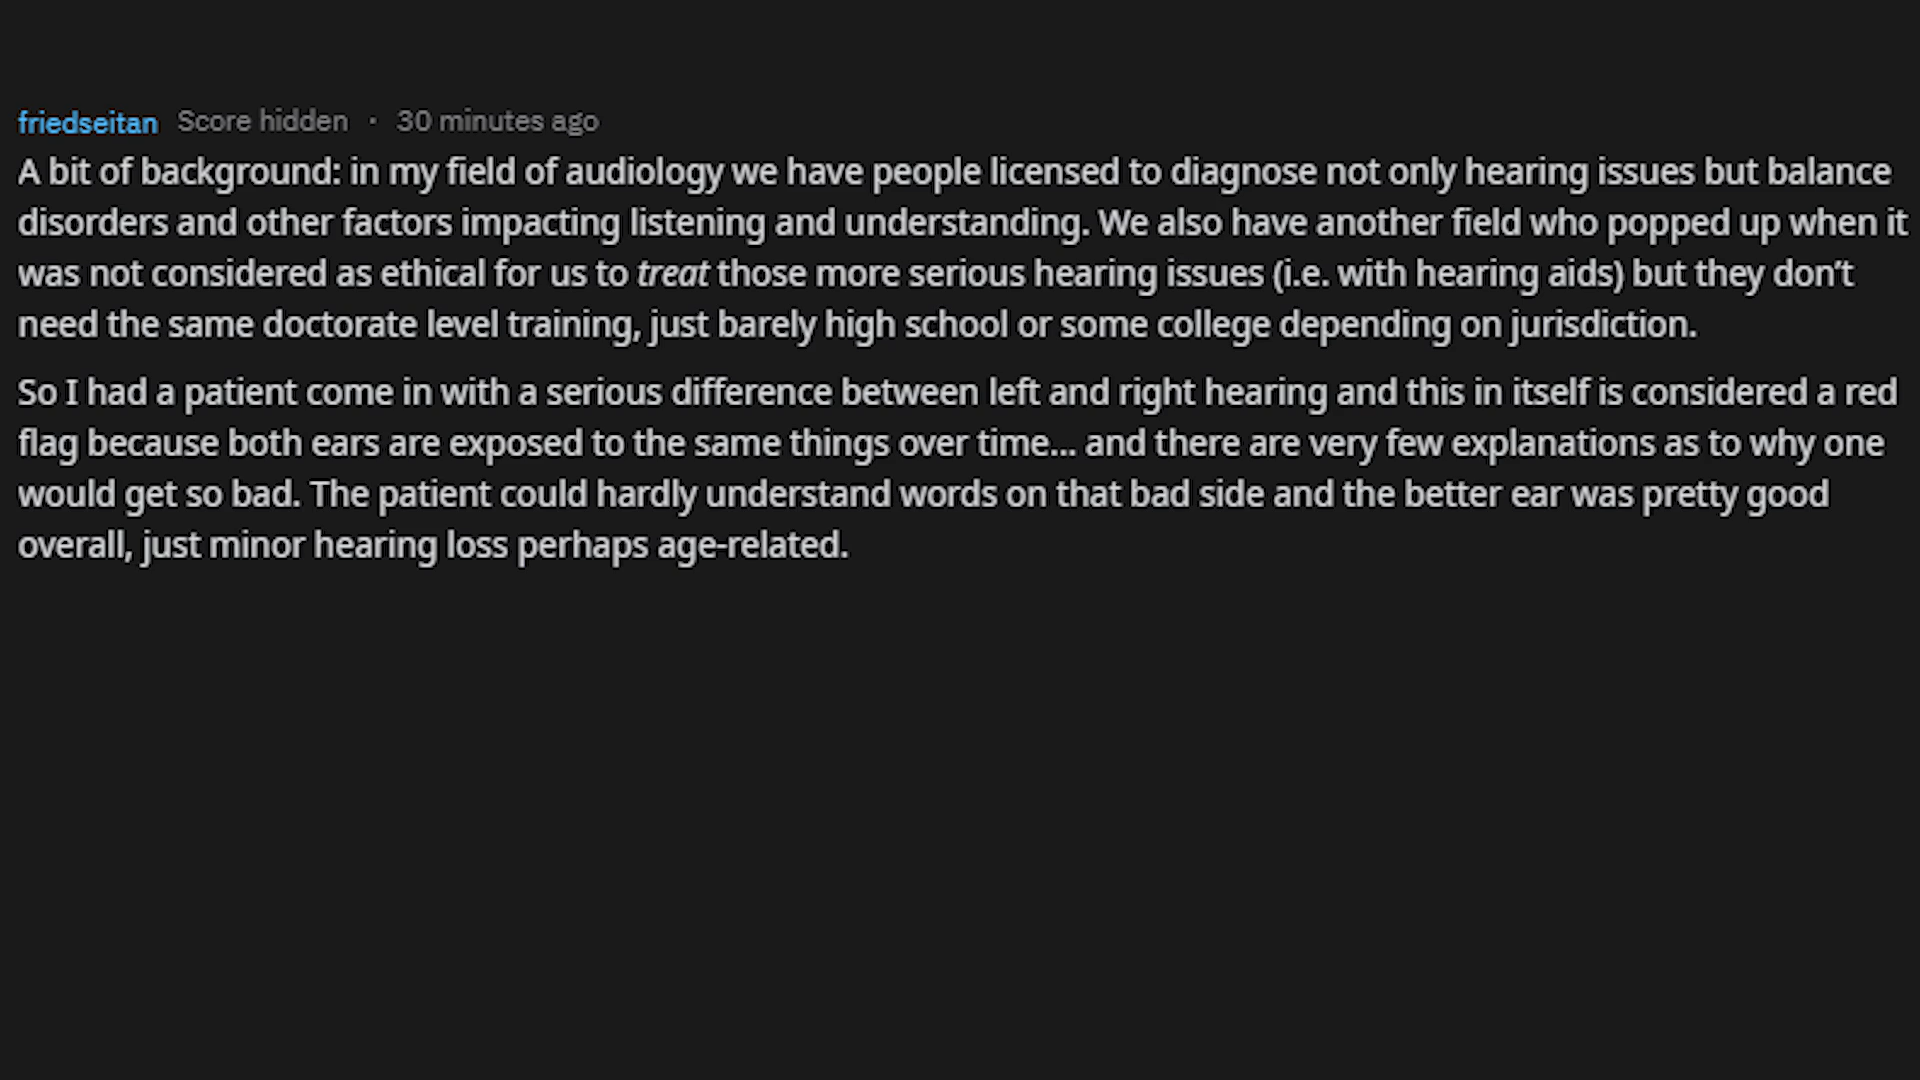 friedseitan Score hidden · 30 minutes ago
A bit of background: in my field of audiology we have people licensed to diagnose not only hearing issues but balance
disorders and other factors impacting listening and understanding. We also have another field who popped up when it
was not considered as ethical for us to treat those more serious hearing issues (i.e. with hearing aids) but they don’t
need the same doctorate level training, just barely high school or some college depending on jurisdiction.
So I had a patient come in with a serious difference between left and right hearing and this in itself is considered a red
flag because both ears are exposed to the same things over time... and there are very few explanations as to why one
would get so bad. The patient could hardly understand words on that bad side and the better ear was pretty good
overall, just minor hearing loss perhaps age-related.